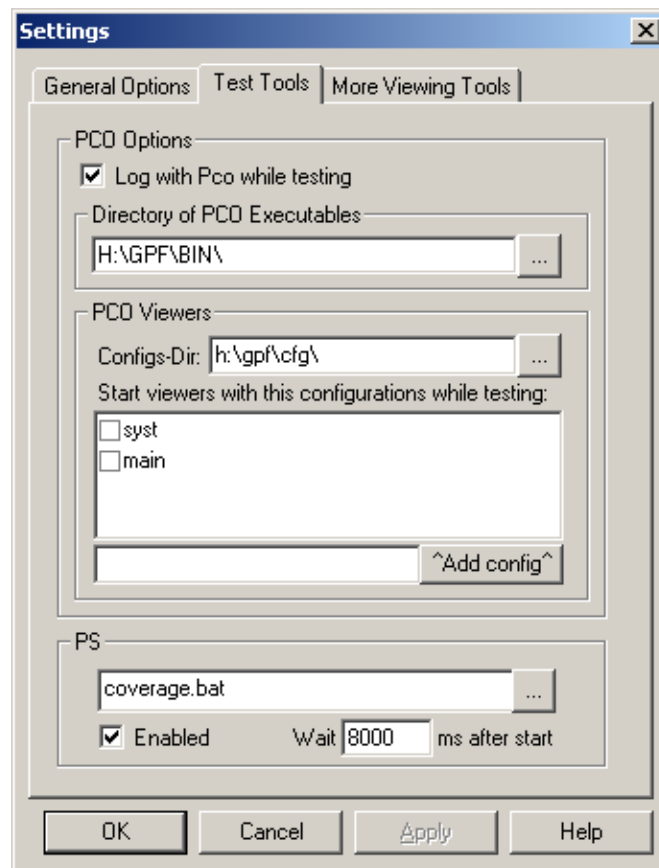 Settings
General Options Test Tools More Viewing Tools
PCO Options
Log with Pco while testing
Directory of PCO Executables
H:\GPF\BIN\ ...
PCO Viewers
Configs-Dir: h:\gpf\cfg\ ...
Start viewers with this configurations while testing:
syst
main
^Add config^
PS
coverage.bat ...
Enabled Wait 8000 ms after start
OK Cancel Apply Help